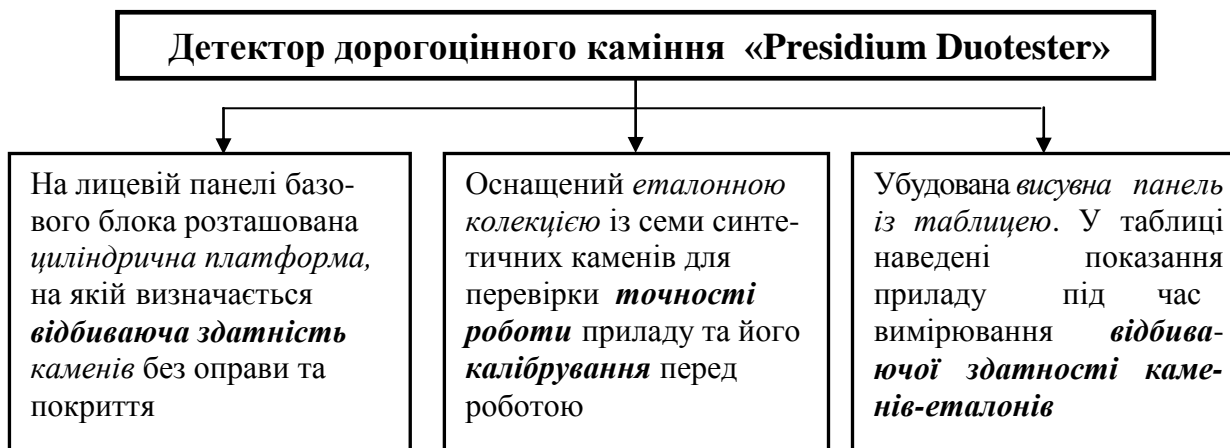 Детектор дорогоцінного каміння «Presidium Duotester»
На лицевій панелі базо-
вого блока розташована
циліндрична платформа,
на якій визначається
відбиваюча здатність
каменів без оправи та
покриття
Оснащений еталонною
колекцією із семи синте-
тичних каменів для
перевірки точності
роботи приладу та його
калібрування перед
роботою
Убудована висувна панель
із таблицею. У таблиці
наведені показання
приладу під час
вимірювання відбива-
ючої здатності каме-
нів-еталонів